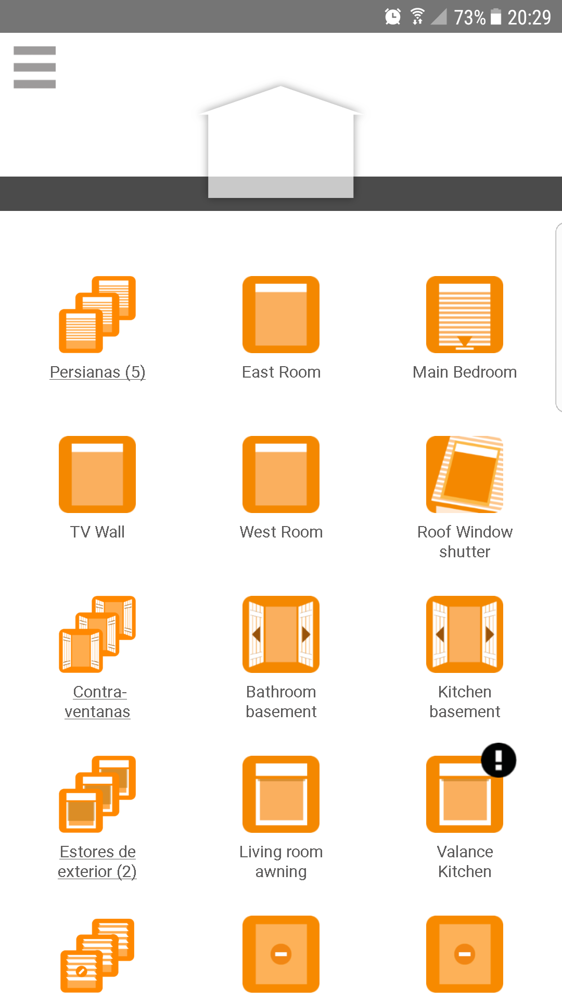 73% 20:29
Persianas (5)
East Room
Main Bedroom
TV Wall
West Room
Roof Window
shutter
Contra-
ventanas
Bathroom
basement
Kitchen
basement
Estores de
exterior (2)
Living room
awning
Valance
Kitchen